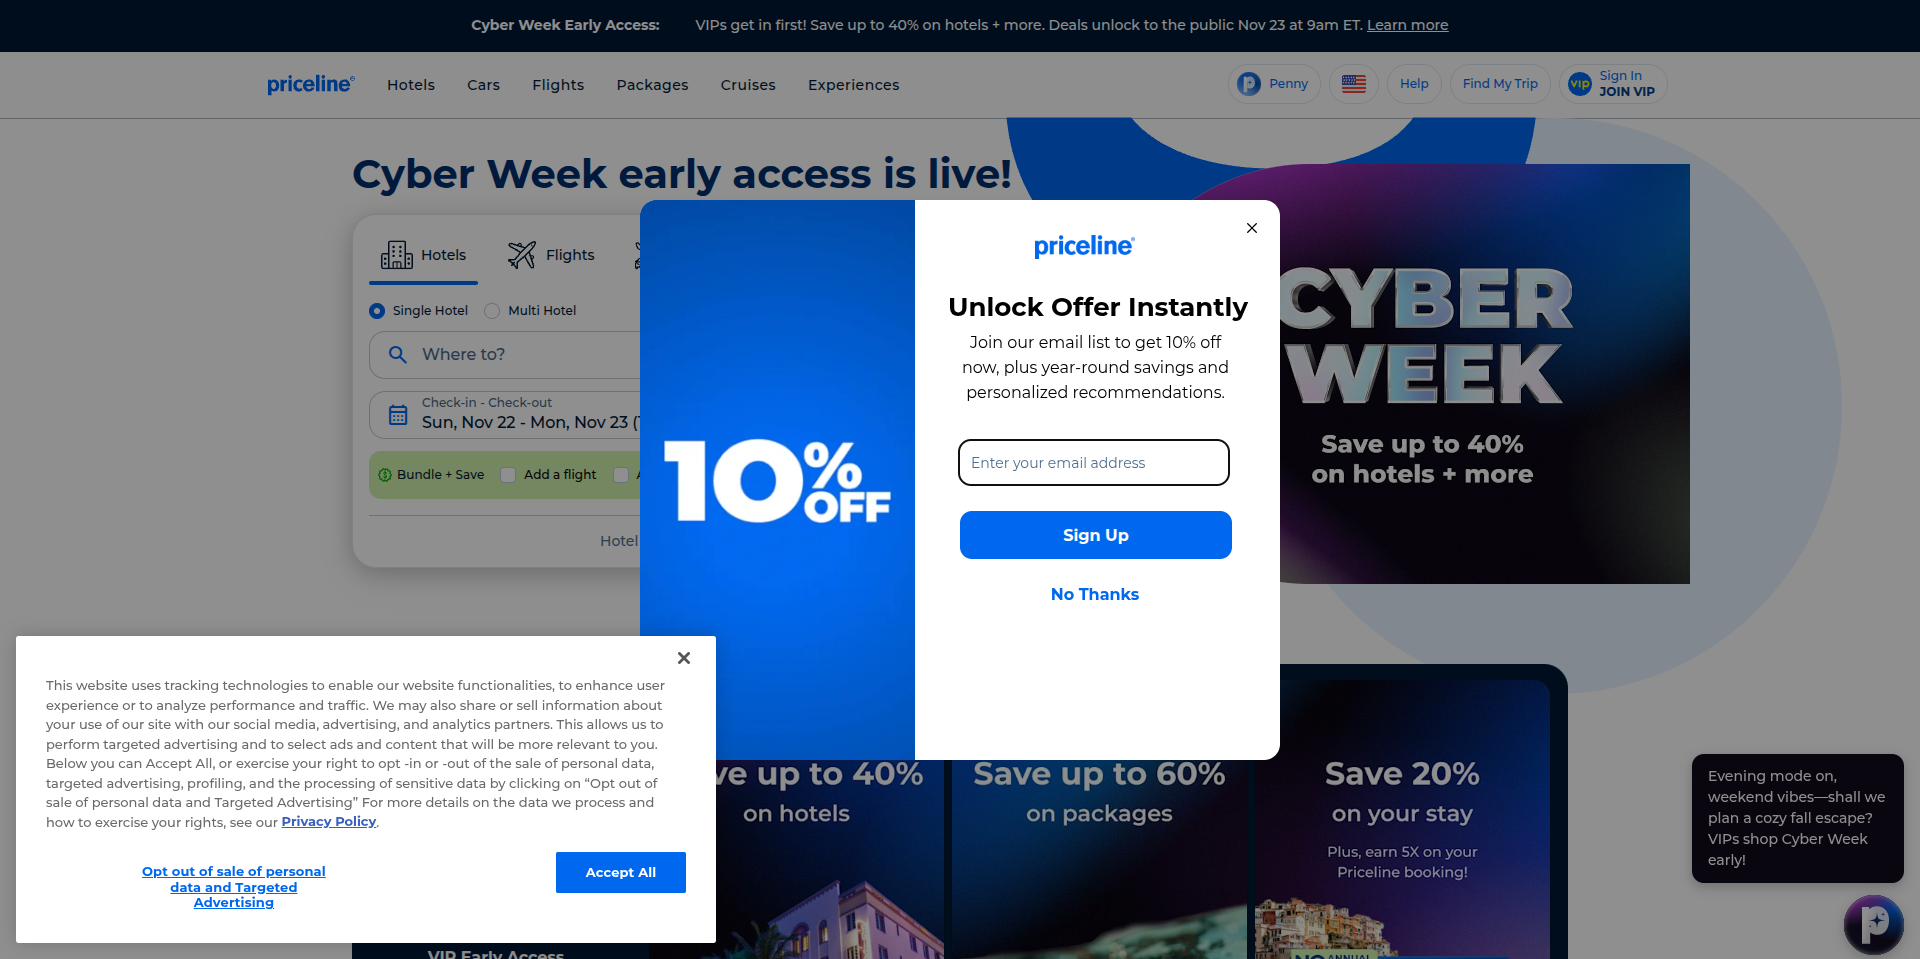 Cyber Week Early Access: VIPs get in first! Save up to 40% on hotels + more. Deals unlock to the public Nov 23 at 9am ET. Learn more
priceline
Hotels Cars Flights Packages Cruises Experiences
Penny
Help
Find My Trip
VIP
Sign In
JOIN VIP
Cyber Week early access is live!
Hotels
Flights
Single Hotel
Multi Hotel
Where to?
Check-in - Check-out
Sun, Nov 22 - Mon, Nov 23
Bundle + Save
Add a flight
Hotel
10% OFF
priceline
Unlock Offer Instantly
Join our email list to get 10% off
now, plus year-round savings and
personalized recommendations.
Enter your email address
Sign Up
No Thanks
CYBER
WEEK
Save up to 40%
on hotels + more
This website uses tracking technologies to enable our website functionalities, to enhance user
experience or to analyze performance and traffic. We may also share or sell information about
your use of our site with our social media, advertising, and analytics partners. This allows us to
perform targeted advertising and to select ads and content that will be more relevant to you.
Below you can Accept All, or exercise your right to opt -in or -out of the sale of personal data,
targeted advertising, profiling, and the processing of sensitive data by clicking on “Opt out of
sale of personal data and Targeted Advertising” For more details on the data we process and
how to exercise your rights, see our Privacy Policy.
Opt out of sale of personal
data and Targeted
Advertising
Accept All
VIP Early Access
ve up to 40%
on hotels
Save up to 60%
on packages
Save 20%
on your stay
Plus, earn 5X on your
Priceline booking!
NO ANNUAL
Evening mode on,
weekend vibes—shall we
plan a cozy fall escape?
VIPs shop Cyber Week
early!